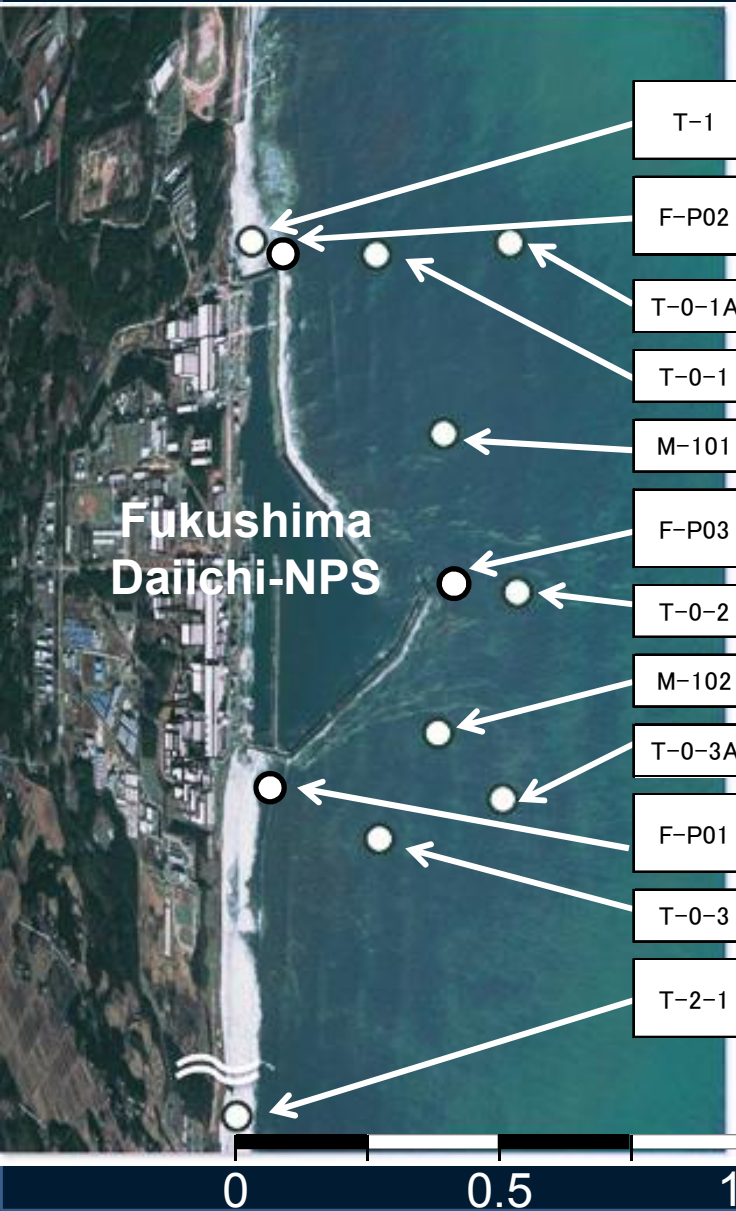 T-1
F-P02
T-0-1A
T-0-1
M-101
Fukushima
Daiichi-NPS
F-P03
T-0-2
M-102
T-0-3A
F-P01
T-0-3
T-2-1
0
0.5
1